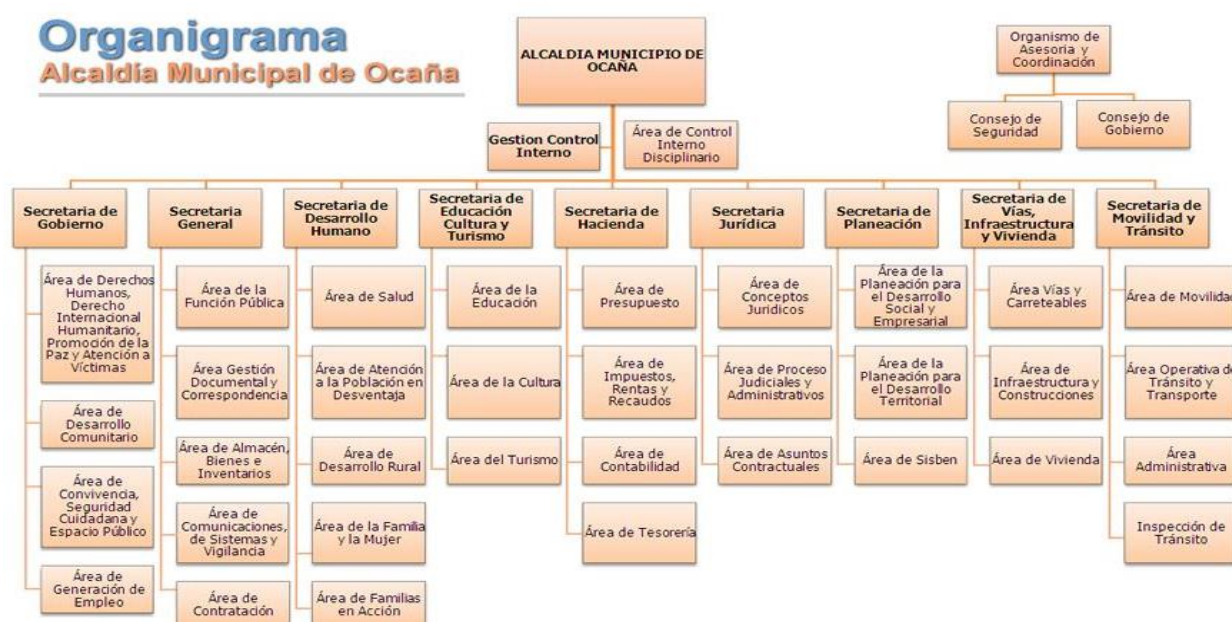 Organigrama
Alcaldía Municipal de Ocaña
ALCALDIA MUNICIPIO DE
OCAÑA
Organismo de
Asesoria y
Coordinación
Consejo de
Seguridad
Consejo de
Gobierno
Gestion Control
Interno
Área de Control
Interno
Disciplinario
Secretaria de
Gobierno
Secretaria
General
Secretaria de
Desarrollo
Humano
Secretaria de
Educación
Cultura y
Turismo
Secretaria de
Hacienda
Secretaria
Jurídica
Secretaria de
Planeación
Secretaria de
Vías,
Infraestructura
y Vivienda
Secretaria de
Movilidad y
Tránsito
Área de Derechos
Humanos,
Derecho
Internacional
Humanitario,
Promoción de la
Paz y Atención a
Víctimas
Área de
Desarrollo
Comunitario
Área de
Convivencia,
Seguridad
Cuidadana y
Espacio Público
Área de
Generación de
Empleo
Área de la
Función Pública
Área Gestión
Documental y
Correspondencia
Área de Almacén,
Bienes e
Inventarios
Área de
Comunicaciones,
de Sistemas y
Vigilancia
Área de
Contratación
Área de Salud
Área de Atención
a la Población en
Desventaja
Área de
Desarrollo Rural
Área de la Familia
y la Mujer
Área de Familias
en Acción
Área de la
Educación
Área de la Cultura
Área del Turismo
Área de
Presupuesto
Área de
Impuestos,
Rentas y
Recaudos
Área de
Contabilidad
Área de Tesorería
Área de
Conceptos
Juridicos
Área de Proceso
Judiciales y
Administrativos
Área de Asuntos
Contractuales
Área de la
Planeación para
el Desarrollo
Social y
Empresarial
Área de la
Planeación para
el Desarrollo
Territorial
Área de Sisben
Área Vías y
Carreteables
Área de
Infraestructura y
Construcciones
Área de Vivienda
Área de Movilidad
Área Operativa de
Tránsito y
Transporte
Área
Administrativa
Inspección de
Tránsito